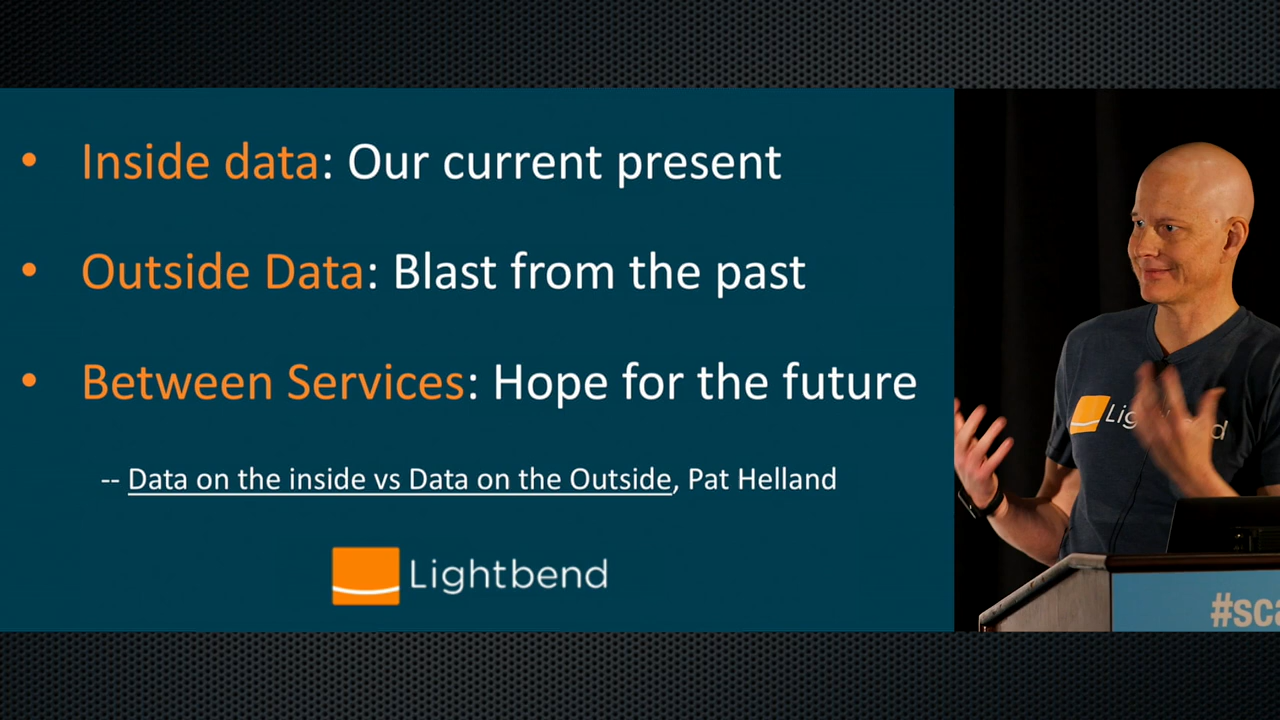 • Inside data: Our current present
• Outside Data: Blast from the past
• Between Services: Hope for the future
-- Data on the inside vs Data on the Outside, Pat Helland
Lightbend